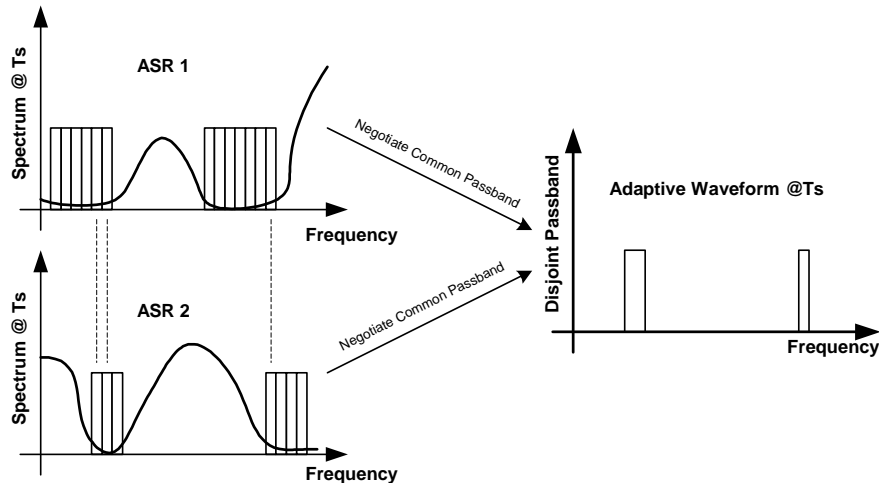 ASR 1
Spectrum @ Ts
Frequency
Negotiate Common Passband
ASR 2
Spectrum @ Ts
Frequency
Negotiate Common Passband
Adaptive Waveform @Ts
Disjoint Passband
Frequency